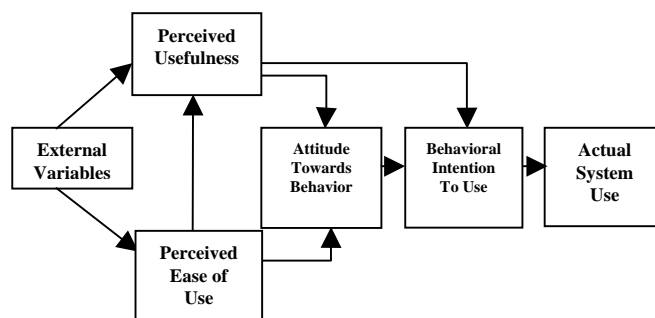 Perceived
Usefulness
External
Variables
Attitude
Towards
Behavior
Behavioral
Intention
To Use
Actual
System
Use
Perceived
Ease of
Use